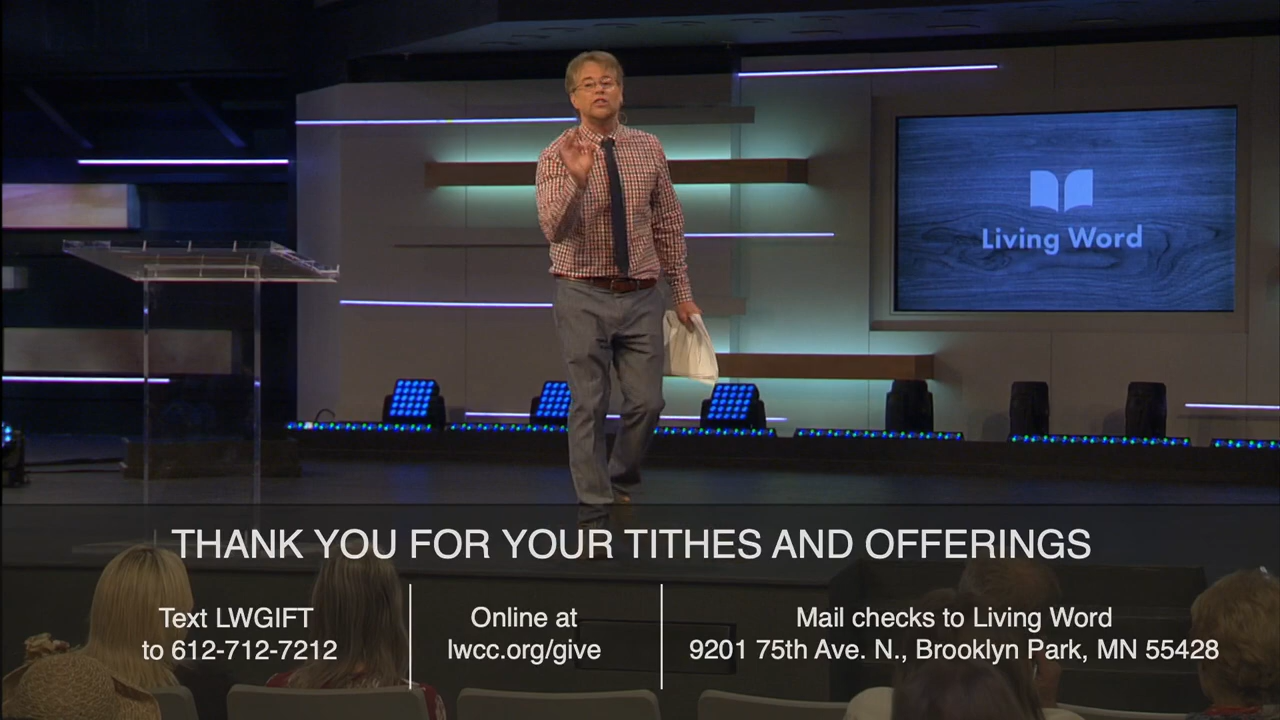 Living Word
THANK YOU FOR YOUR TITHES AND OFFERINGS
Text LWGIFT
to 612-712-7212
Online at
lwcc.org/give
Mail checks to Living Word
9201 75th Ave. N., Brooklyn Park, MN 55428